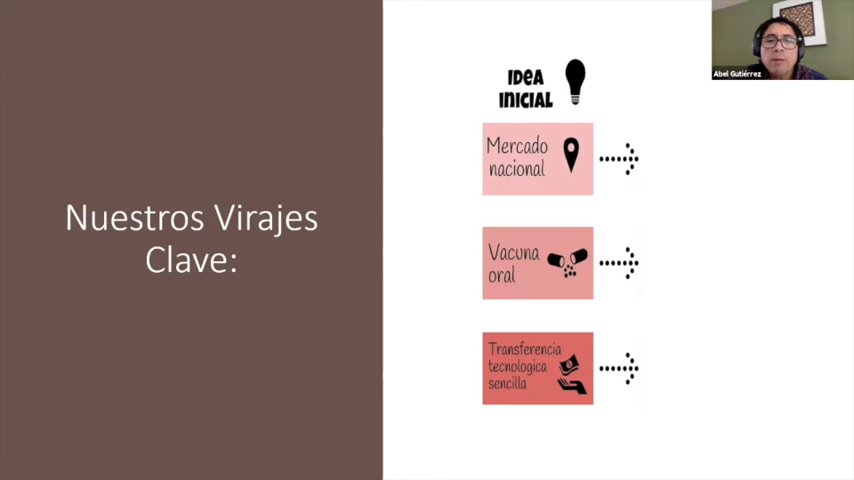 Nuestros Virajes
Clave:
IDEA
INICIAL
Mercado
nacional
Vacuna
oral
Transferencia
tecnologica
sencilla
Abel Gutiérrez